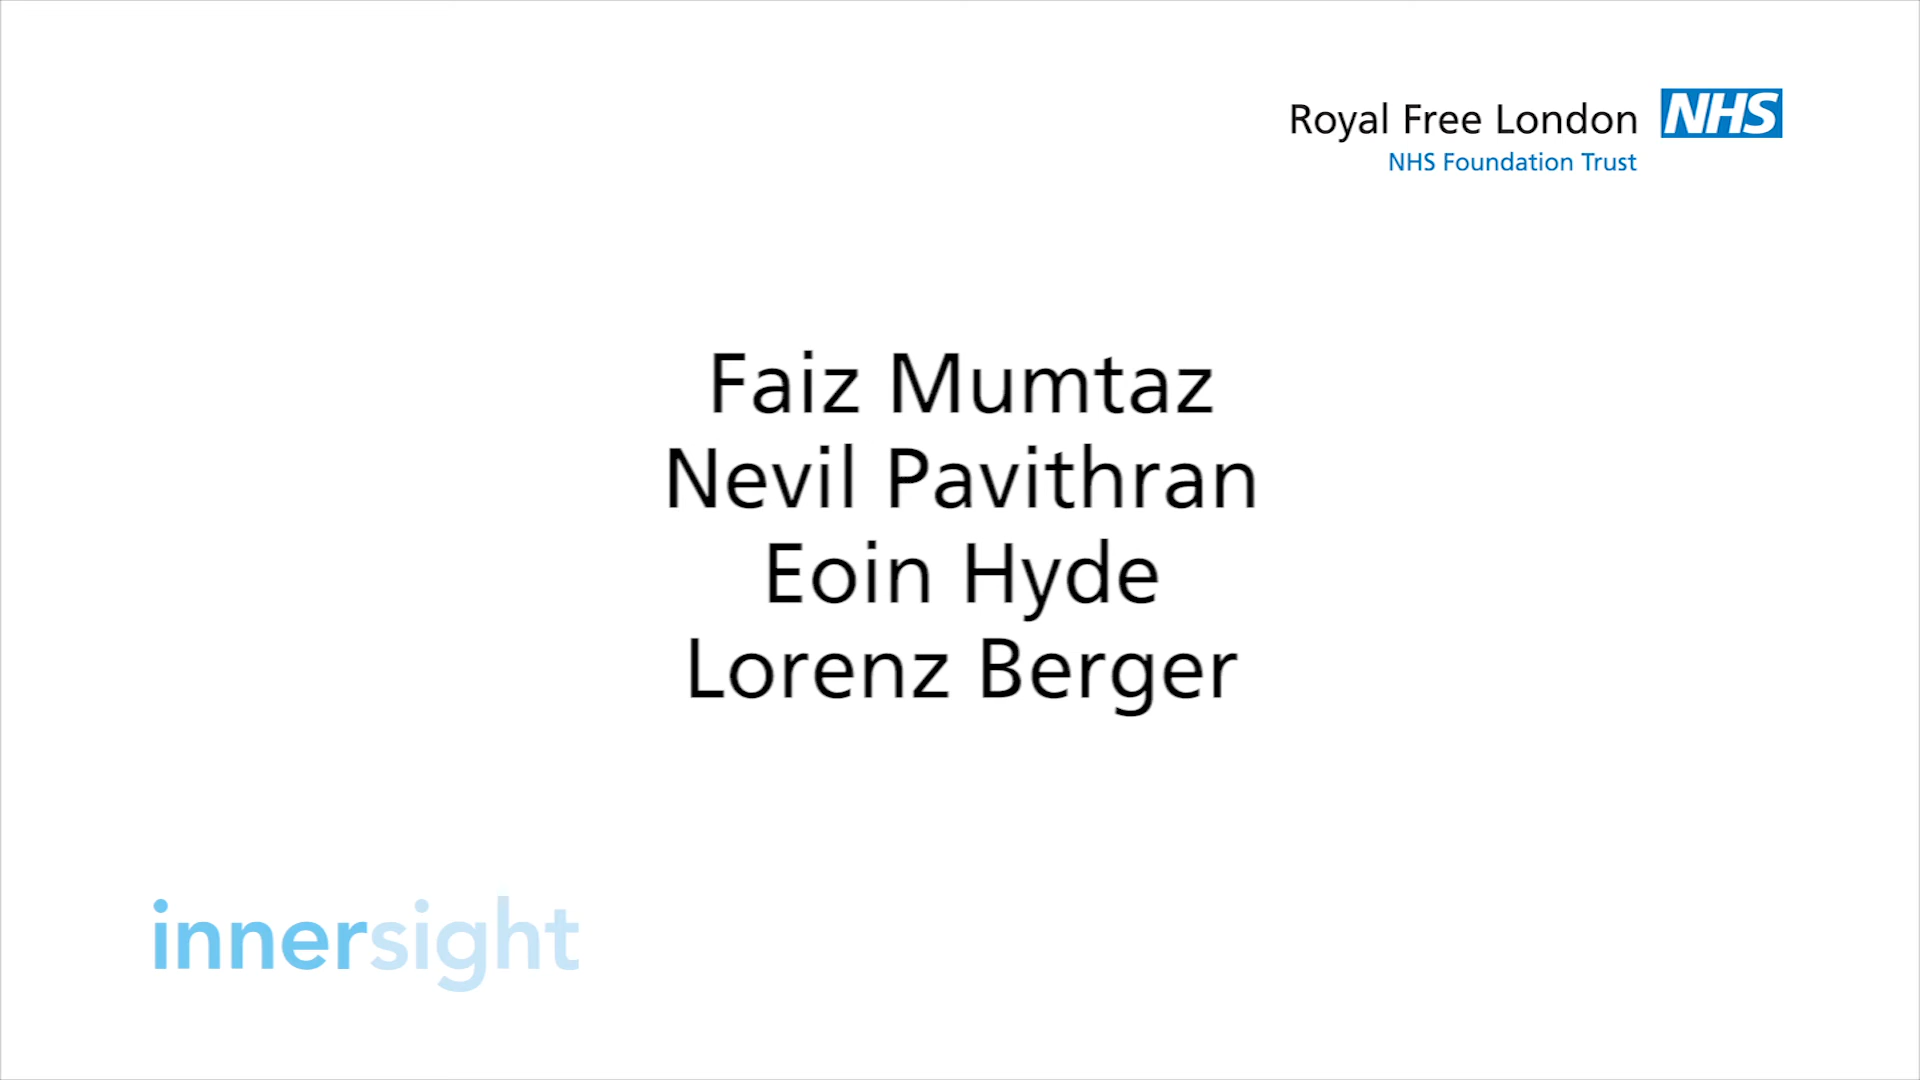 Royal Free London NHS
NHS Foundation Trust
Faiz Mumtaz
Nevil Pavithran
Eoin Hyde
Lorenz Berger
innersight